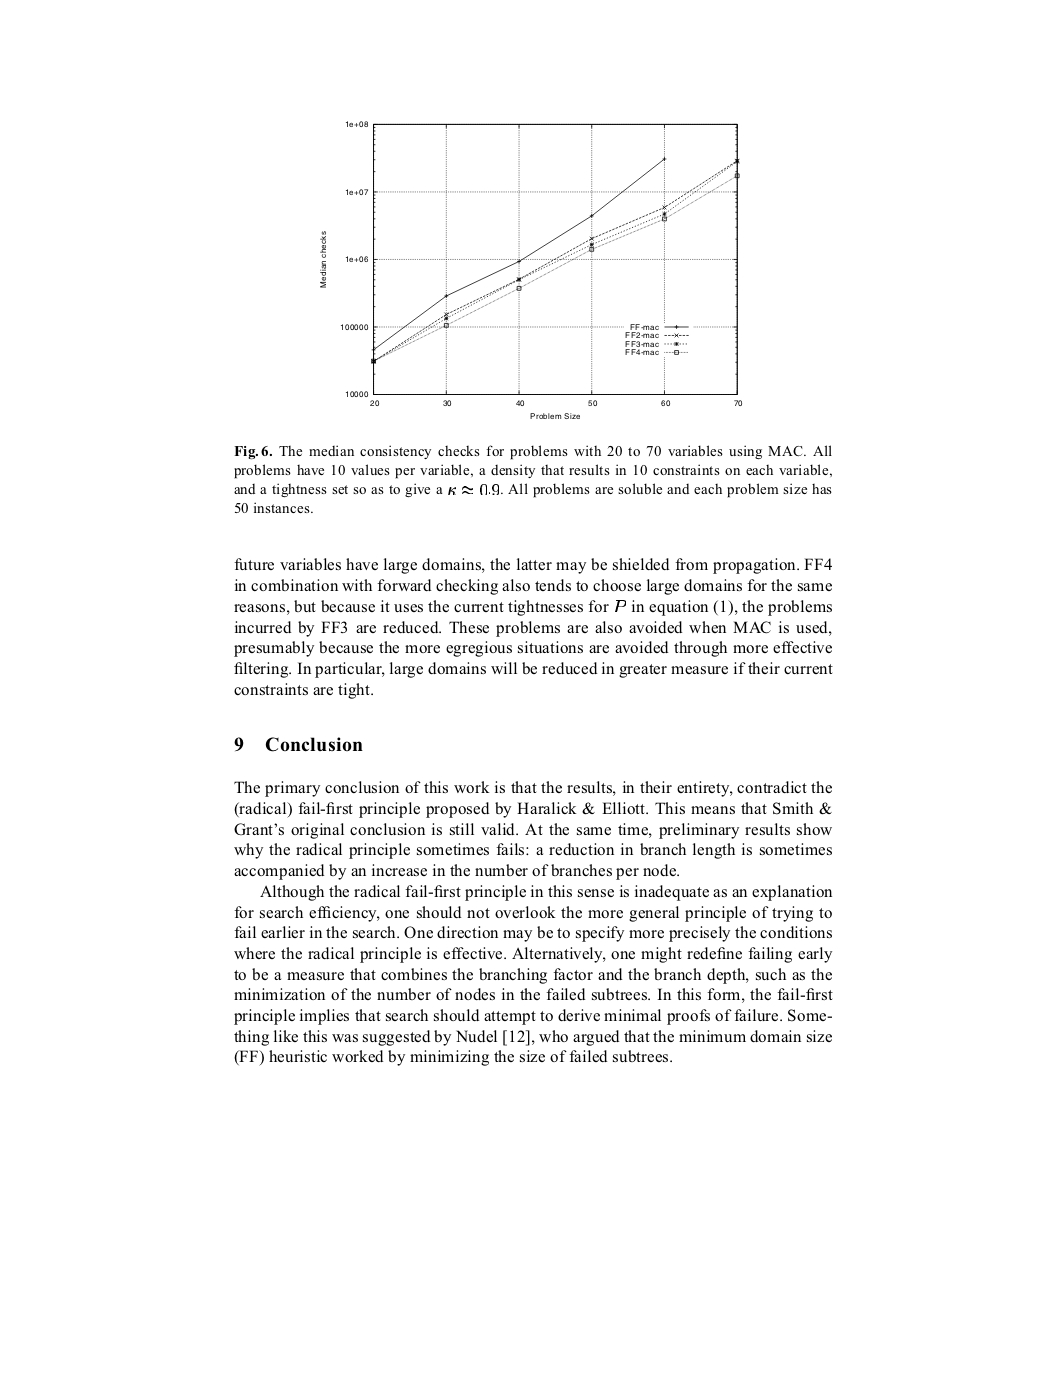 1e+08
1e+07
1e+06
100000
10000
Median checks
20 30 40 50 60 70
Problem Size
FF-mac
FF2-mac
FF3-mac
FF4-mac
Fig. 6. The median consistency checks for problems with 20 to 70 variables using MAC. All
problems have 10 values per variable, a density that results in 10 constraints on each variable,
and a tightness set so as to give a κ ≈ 0.9. All problems are soluble and each problem size has
50 instances.
future variables have large domains, the latter may be shielded from propagation. FF4
in combination with forward checking also tends to choose large domains for the same
reasons, but because it uses the current tightnesses for P in equation (1), the problems
incurred by FF3 are reduced. These problems are also avoided when MAC is used,
presumably because the more egregious situations are avoided through more effective
filtering. In particular, large domains will be reduced in greater measure if their current
constraints are tight.
9 Conclusion
The primary conclusion of this work is that the results, in their entirety, contradict the
(radical) fail-first principle proposed by Haralick & Elliott. This means that Smith &
Grant's original conclusion is still valid. At the same time, preliminary results show
why the radical principle sometimes fails: a reduction in branch length is sometimes
accompanied by an increase in the number of branches per node.
Although the radical fail-first principle in this sense is inadequate as an explanation
for search efficiency, one should not overlook the more general principle of trying to
fail earlier in the search. One direction may be to specify more precisely the conditions
where the radical principle is effective. Alternatively, one might redefine failing early
to be a measure that combines the branching factor and the branch depth, such as the
minimization of the number of nodes in the failed subtrees. In this form, the fail-first
principle implies that search should attempt to derive minimal proofs of failure. Some-
thing like this was suggested by Nudel [12], who argued that the minimum domain size
(FF) heuristic worked by minimizing the size of failed subtrees.